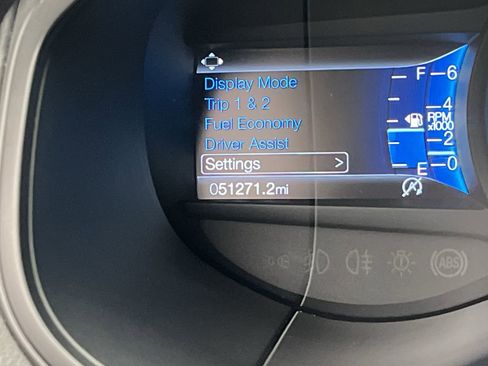 Display Mode
Trip 1 & 2
Fuel Economy
Driver Assist
Settings >
051271.2mi
F
E
6
4
RPM
x1000
2
0
ABS